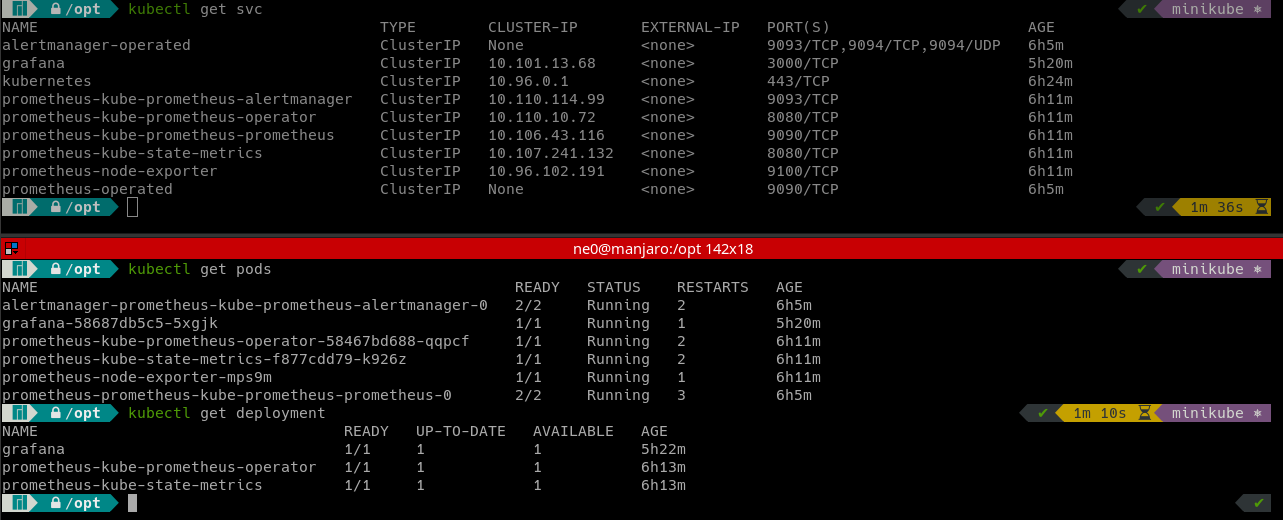 /opt kubectl get svc ✔ minikube ⎈
NAME TYPE CLUSTER-IP EXTERNAL-IP PORT(S) AGE
alertmanager-operated ClusterIP None <none> 9093/TCP,9094/TCP,9094/UDP 6h5m
grafana ClusterIP 10.101.13.68 <none> 3000/TCP 5h20m
kubernetes ClusterIP 10.96.0.1 <none> 443/TCP 6h24m
prometheus-kube-prometheus-alertmanager ClusterIP 10.110.114.99 <none> 9093/TCP 6h11m
prometheus-kube-prometheus-operator ClusterIP 10.110.10.72 <none> 8080/TCP 6h11m
prometheus-kube-prometheus-prometheus ClusterIP 10.106.43.116 <none> 9090/TCP 6h11m
prometheus-kube-state-metrics ClusterIP 10.107.241.132 <none> 8080/TCP 6h11m
prometheus-node-exporter ClusterIP 10.96.102.191 <none> 9100/TCP 6h11m
prometheus-operated ClusterIP None <none> 9090/TCP 6h5m
/opt ✔ 1m 36s
ne0@manjaro:/opt 142x18
/opt kubectl get pods ✔ minikube ⎈
NAME READY STATUS RESTARTS AGE
alertmanager-prometheus-kube-prometheus-alertmanager-0 2/2 Running 2 6h5m
grafana-58687db5c5-5xgjk 1/1 Running 1 5h20m
prometheus-kube-prometheus-operator-58467bd688-qqpcf 1/1 Running 2 6h11m
prometheus-kube-state-metrics-f877cdd79-k926z 1/1 Running 2 6h11m
prometheus-node-exporter-mps9m 1/1 Running 1 6h11m
prometheus-prometheus-kube-prometheus-prometheus-0 2/2 Running 3 6h5m
/opt kubectl get deployment ✔ 1m 10s minikube ⎈
NAME READY UP-TO-DATE AVAILABLE AGE
grafana 1/1 1 1 5h22m
prometheus-kube-prometheus-operator 1/1 1 1 6h13m
prometheus-kube-state-metrics 1/1 1 1 6h13m
/opt ✔